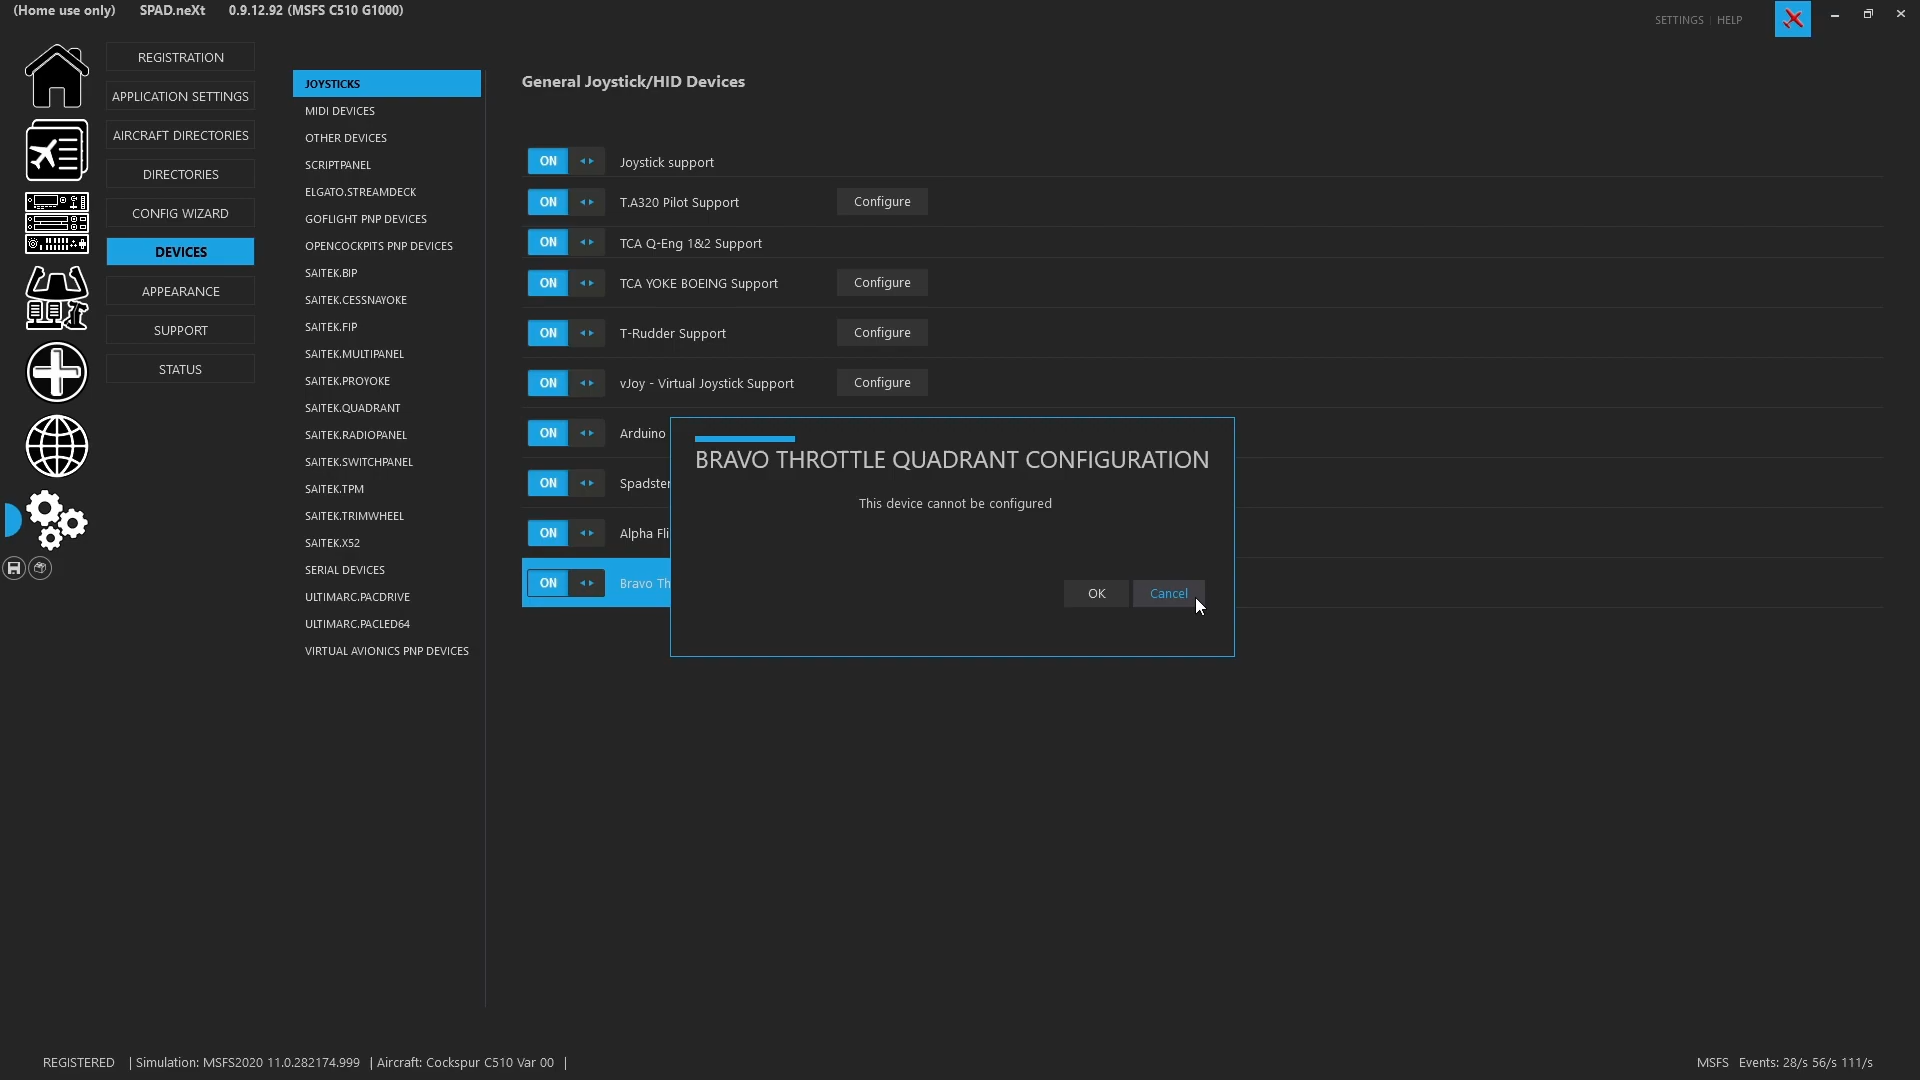 (Home use only) SPAD.neXt 0.9.12.92 (MSFS C510 G1000)
SETTINGS | HELP
REGISTRATION
APPLICATION SETTINGS
AIRCRAFT DIRECTORIES
DIRECTORIES
CONFIG WIZARD
DEVICES
APPEARANCE
SUPPORT
STATUS
JOYSTICKS
MIDI DEVICES
OTHER DEVICES
SCRIPTPANEL
ELGATO.STREAMDECK
GOFLIGHT PNP DEVICES
OPENCOCKPITS PNP DEVICES
SAITEK.BIP
SAITEK.CESSNAYOKE
SAITEK.FIP
SAITEK.MULTIPANEL
SAITEK.PROYOKE
SAITEK.QUADRANT
SAITEK.RADIOPANEL
SAITEK.SWITCHPANEL
SAITEK.TPM
SAITEK.TRIMWHEEL
SAITEK.X52
SERIAL DEVICES
ULTIMARC.PACDRIVE
ULTIMARC.PACLED64
VIRTUAL AVIONICS PNP DEVICES
General Joystick/HID Devices
ON Joystick support
ON T.A320 Pilot Support Configure
ON TCA Q-Eng 1&2 Support
ON TCA YOKE BOEING Support Configure
ON T-Rudder Support Configure
ON vJoy - Virtual Joystick Support Configure
ON Arduino
ON Spadster
ON Alpha Fli
ON Bravo Th
BRAVO THROTTLE QUADRANT CONFIGURATION
This device cannot be configured
OK Cancel
REGISTERED | Simulation: MSFS2020 11.0.282174.999 | Aircraft: Cockspur C510 Var 00 |
MSFS Events: 28/s 56/s 111/s